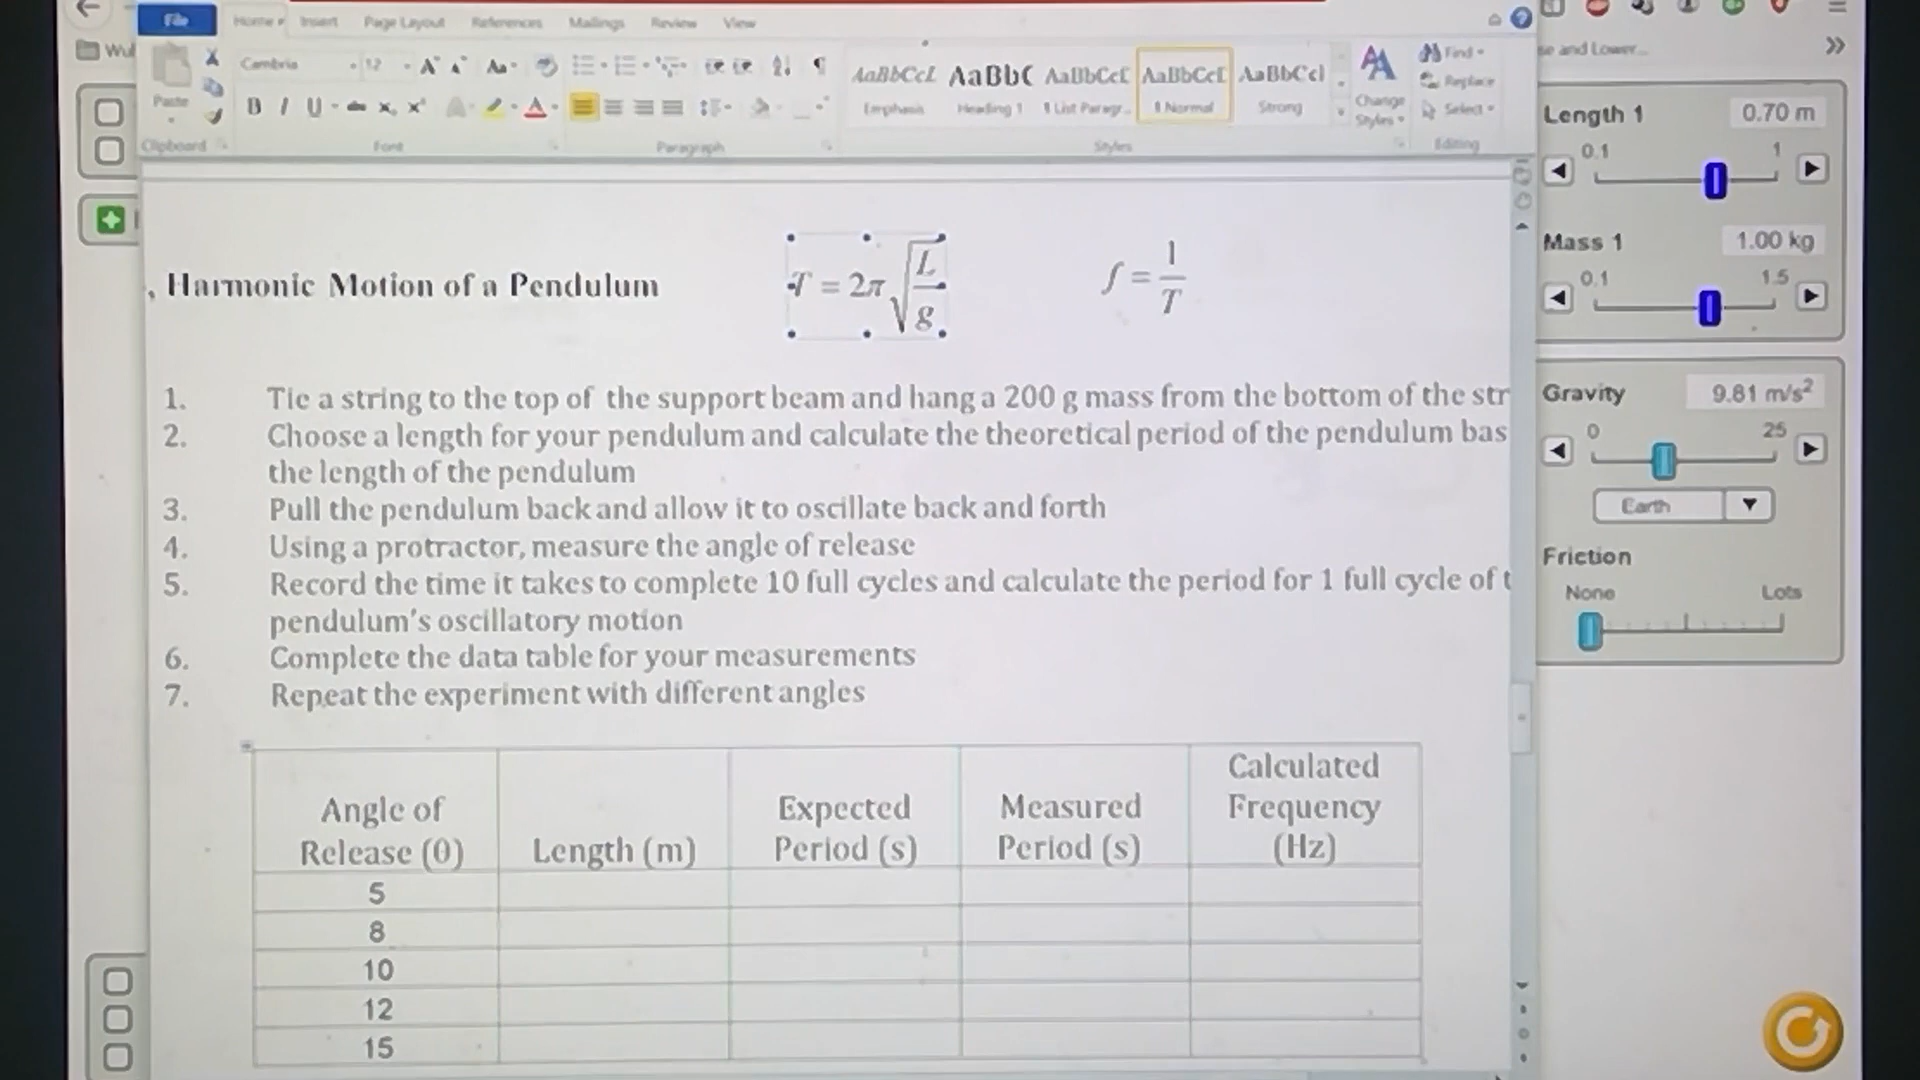 File Home Insert Page Layout References Mailings Review View
Cambria 12
Paste
B I U
AaBbCcL AaBbC AaBbCcD AaBbCcD AaBbCcl
Emphasis Heading 1 ¶ List Paragr... ¶ Normal Strong
Change Styles
Find
Replace
Select
Clipboard Font Paragraph Styles Editing
se and Lower...
Harmonic Motion of a Pendulum
T = 2π√(L/g)
f = 1/T
1. Tie a string to the top of the support beam and hang a 200 g mass from the bottom of the str
2. Choose a length for your pendulum and calculate the theoretical period of the pendulum bas
the length of the pendulum
3. Pull the pendulum back and allow it to oscillate back and forth
4. Using a protractor, measure the angle of release
5. Record the time it takes to complete 10 full cycles and calculate the period for 1 full cycle of t
pendulum's oscillatory motion
6. Complete the data table for your measurements
7. Repeat the experiment with different angles
Angle of Release (θ)
Length (m)
Expected Period (s)
Measured Period (s)
Calculated Frequency (Hz)
5
8
10
12
15
Length 1 0.70 m
0.1 1
Mass 1 1.00 kg
0.1 1.5
Gravity 9.81 m/s²
0 25
Earth
Friction
None Lots